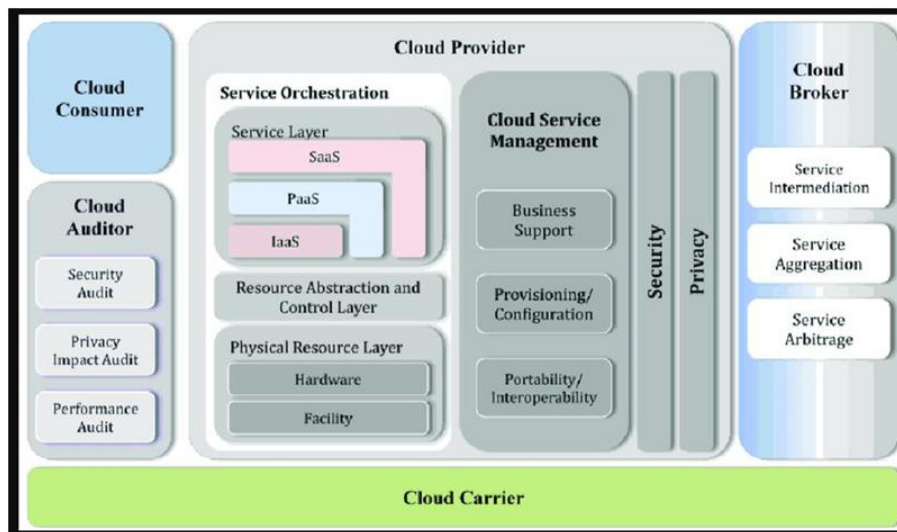 Cloud
Consumer
Cloud
Auditor
Security
Audit
Privacy
Impact Audit
Performance
Audit
Cloud Provider
Service Orchestration
Service Layer
SaaS
PaaS
IaaS
Resource Abstraction and
Control Layer
Physical Resource Layer
Hardware
Facility
Cloud Service
Management
Business
Support
Provisioning/
Configuration
Portability/
Interoperability
Security
Privacy
Cloud
Broker
Service
Intermediation
Service
Aggregation
Service
Arbitrage
Cloud Carrier